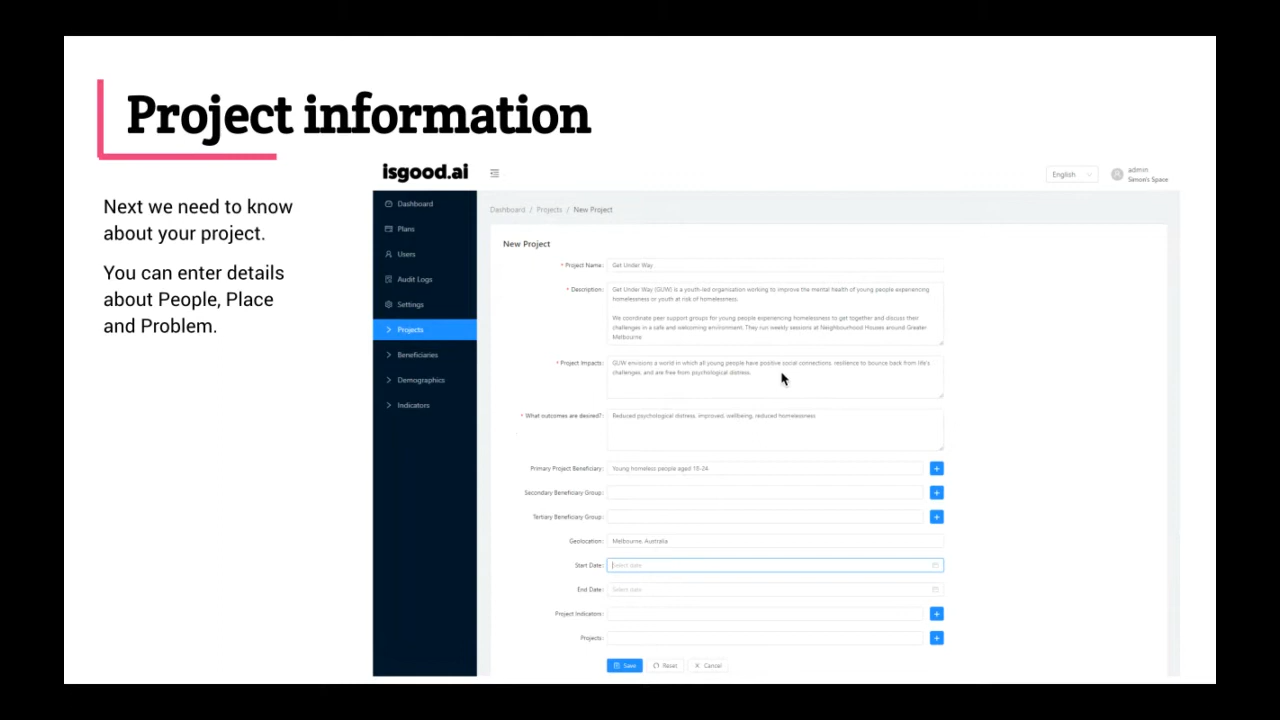 Project information
Next we need to know
about your project.
You can enter details
about People, Place
and Problem.
isgood.ai
English
admin
Simon's Space
Dashboard
Plans
Users
Audit Logs
Settings
Projects
Beneficiaries
Demographics
Indicators
Dashboard / Projects / New Project
New Project
* Project Name: Get Under Way
* Description: Get Under Way (GUW) is a youth-led organisation working to improve the mental health of young people experiencing
homelessness or youth at risk of homelessness.
We coordinate peer support groups for young people experiencing homelessness to get together and discuss their
challenges in a safe and welcoming environment. They run weekly sessions at Neighbourhood Houses around Greater
Melbourne
* Project Impacts: GUW envisions a world in which all young people have positive social connections, resilience to bounce back from life's
challenges, and are free from psychological distress.
* What outcomes are desired?: Reduced psychological distress, improved, wellbeing, reduced homelessness
Primary Project Beneficiary: Young homeless people aged 15-24 +
Secondary Beneficiary Group: +
Tertiary Beneficiary Group: +
Geolocation: Melbourne, Australia
Start Date: Select date
End Date: Select date
Project Indicators: +
Projects: +
Save Reset Cancel